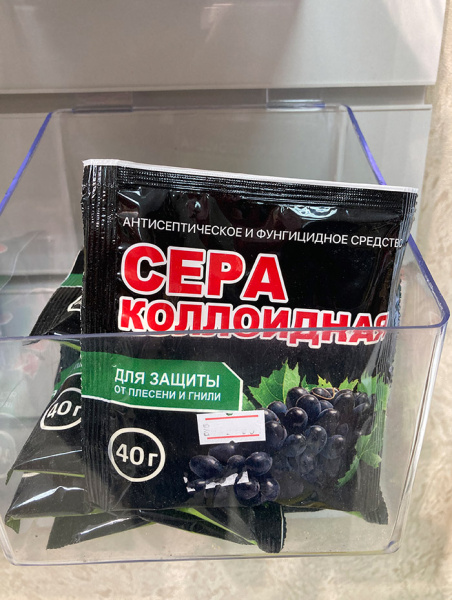 АНТИСЕПТИЧЕСКОЕ И ФУНГИЦИДНОЕ СРЕДСТВО
СЕРА
КОЛЛОИДНАЯ
ДЛЯ ЗАЩИТЫ
ОТ ПЛЕСЕНИ И ГНИЛИ
40 г
40 г